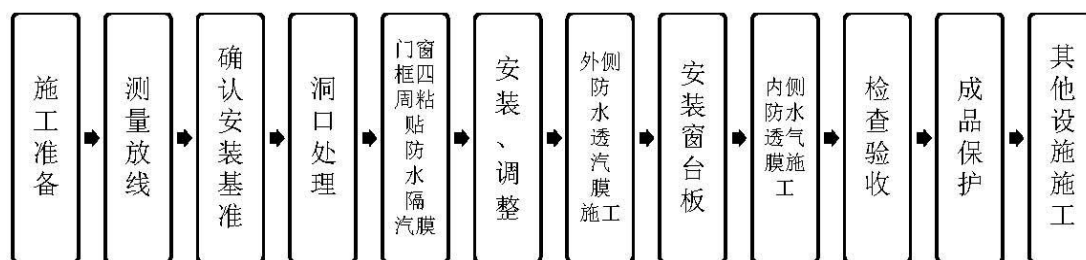 施工准备
测量放线
确认安装基准
洞口处理
门窗框四周粘贴防水隔汽膜
安装、调整
外侧防水透汽膜施工
安装窗台板
内侧防水透气膜施工
检查验收
成品保护
其他设施施工